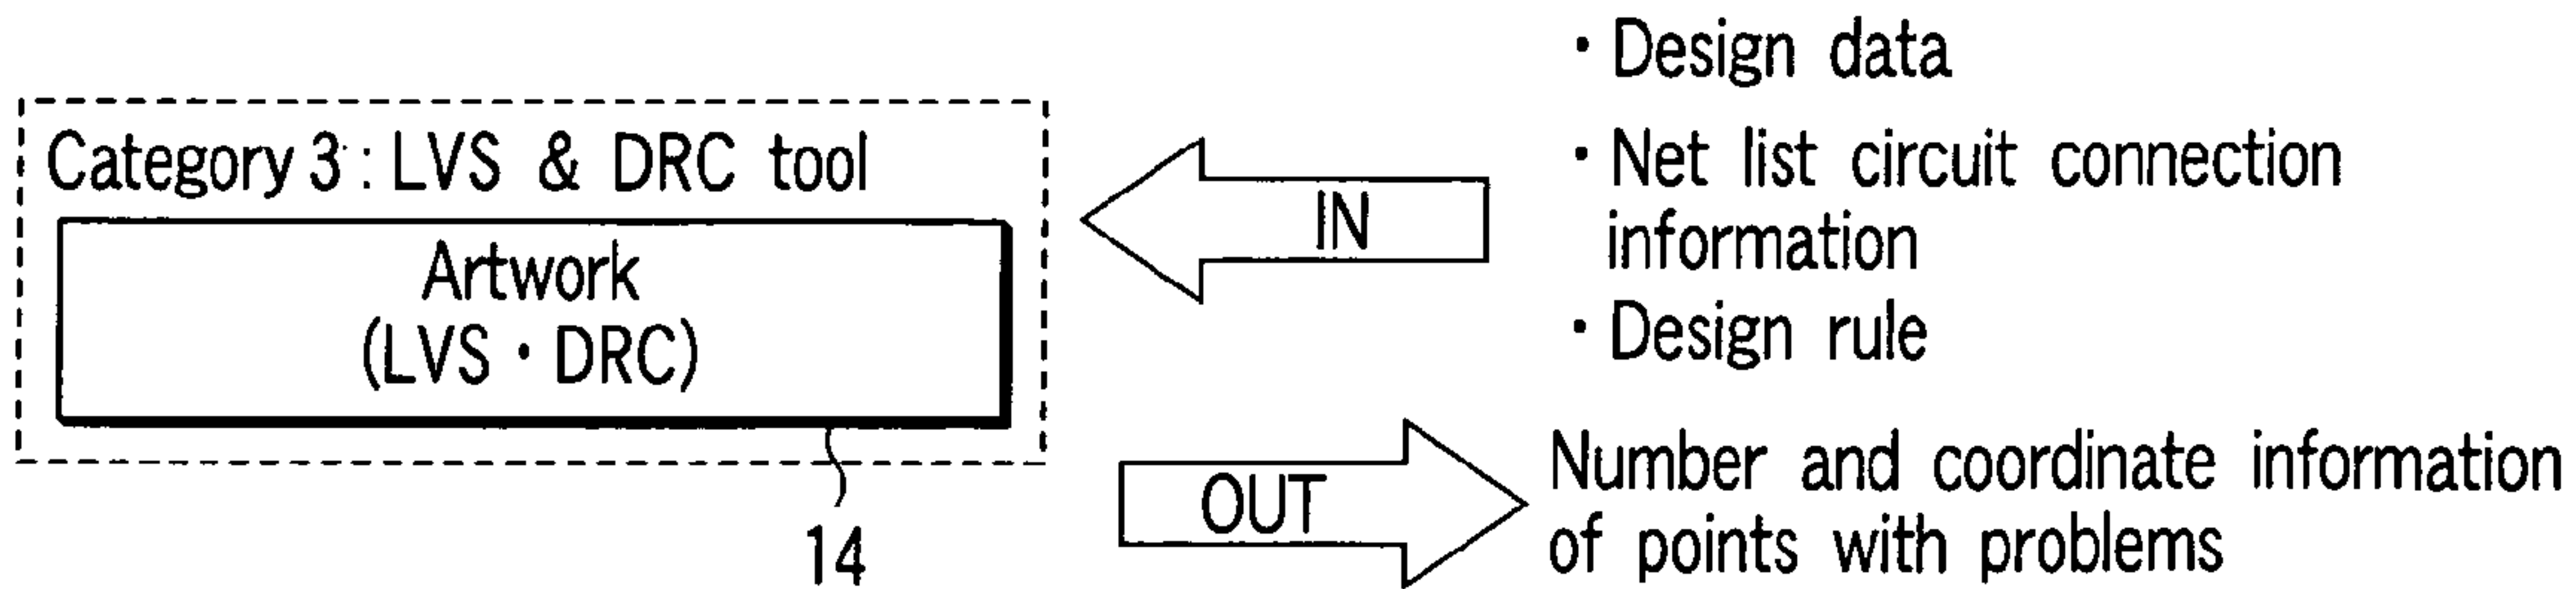 Category 3 : LVS & DRC tool
Artwork
(LVS・DRC)
14
IN
・Design data
・Net list circuit connection
information
・Design rule
OUT
Number and coordinate information
of points with problems